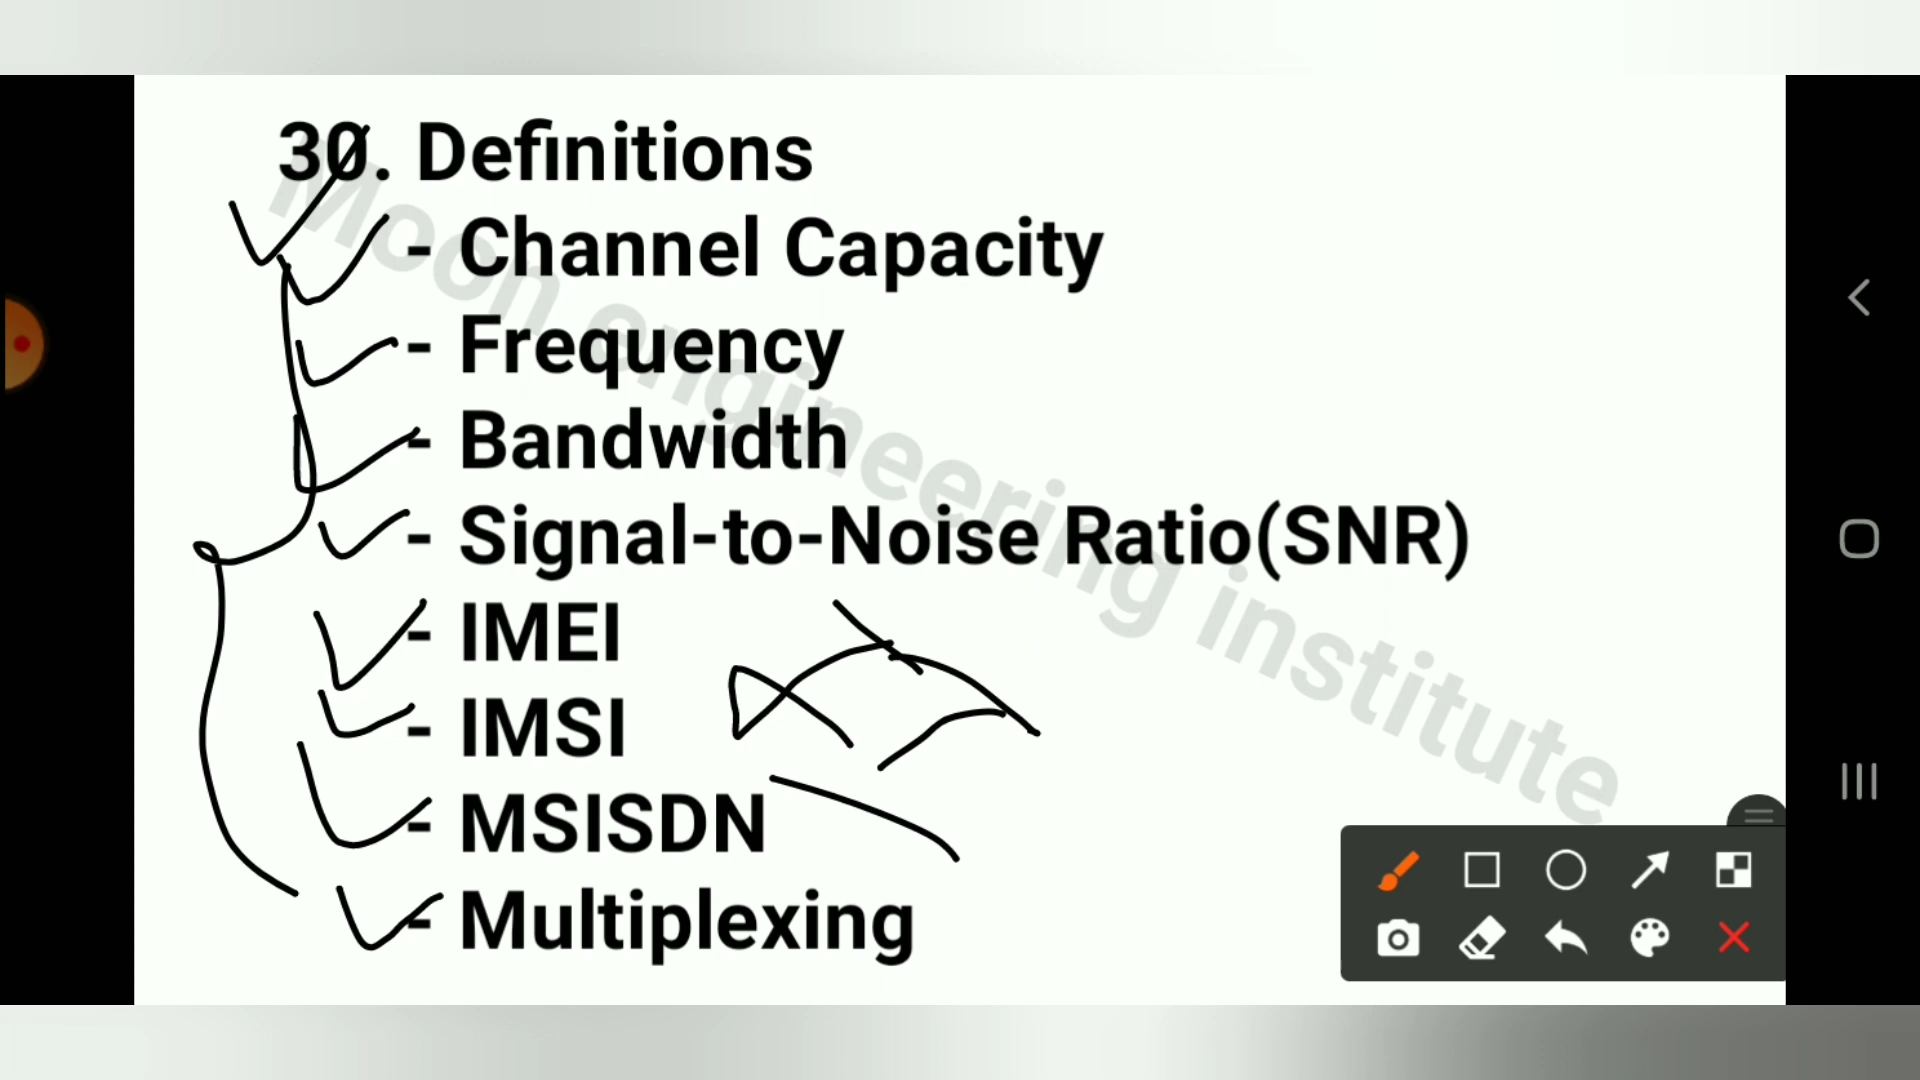 30. Definitions
- Channel Capacity
- Frequency
- Bandwidth
- Signal-to-Noise Ratio(SNR)
- IMEI
- IMSI
- MSISDN
- Multiplexing
Moon engineering institute